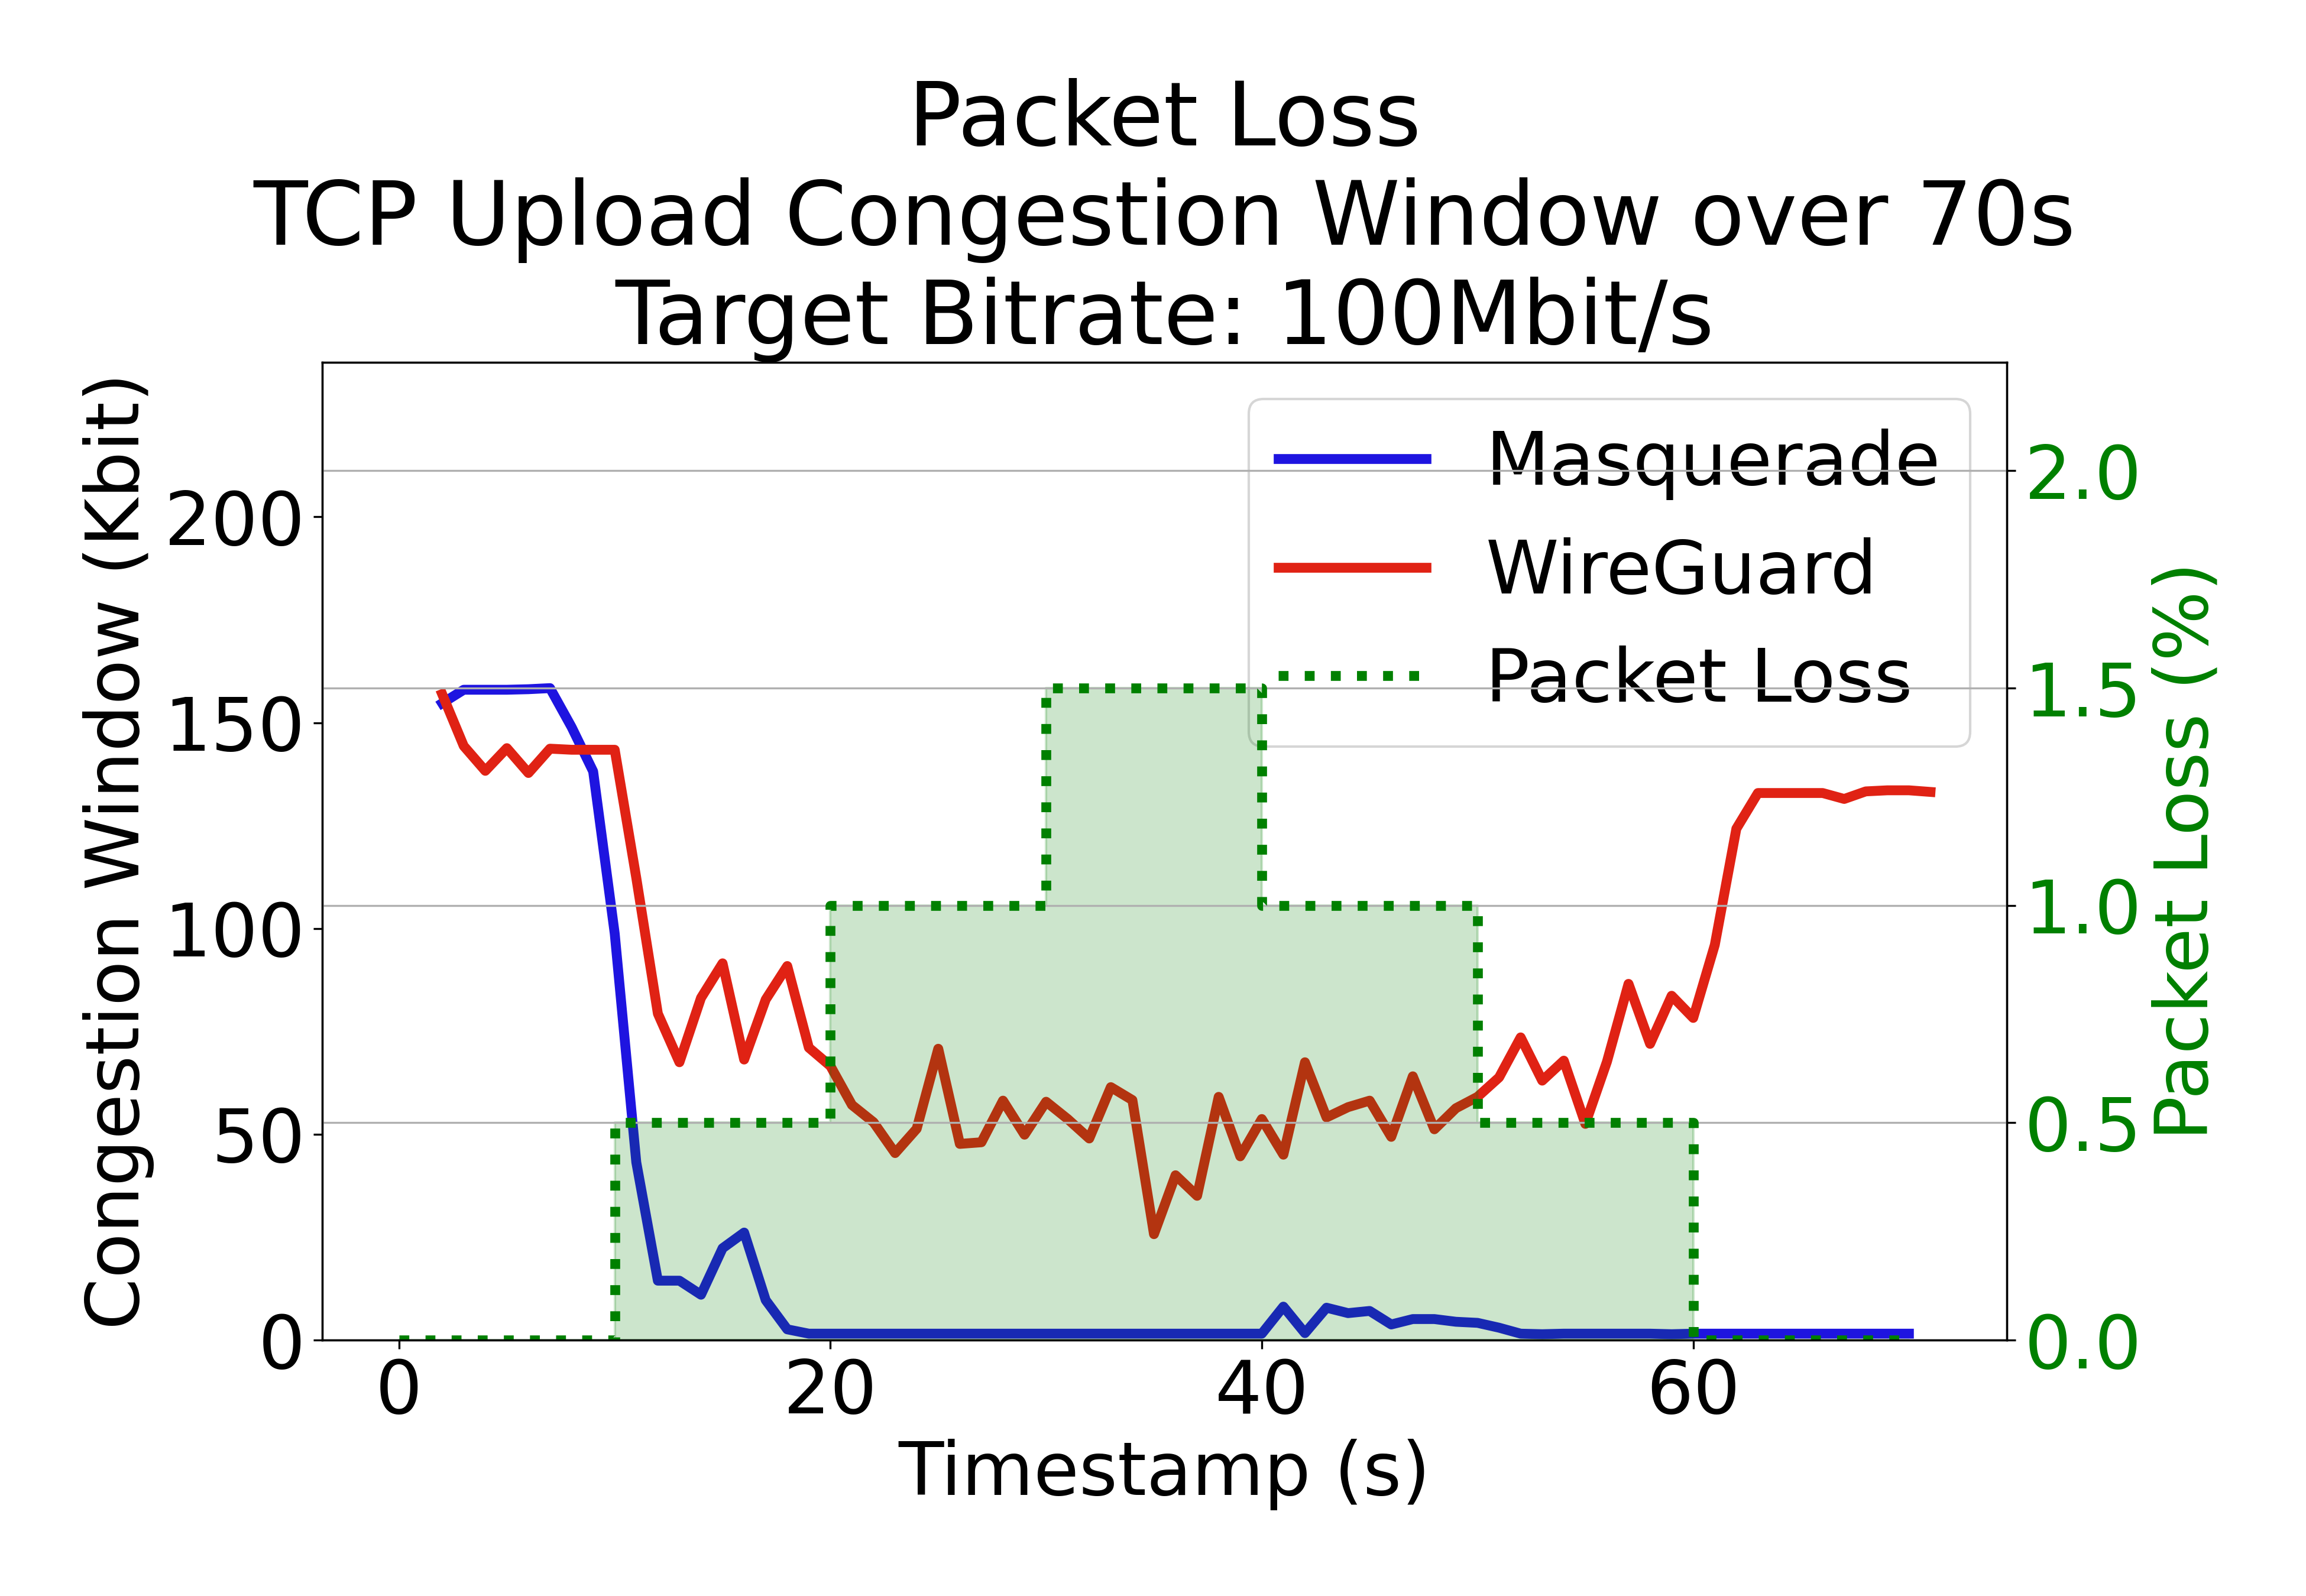 Packet Loss
TCP Upload Congestion Window over 70s
Target Bitrate: 100Mbit/s
Congestion Window (Kbit)
200
150
100
50
0
Masquerade
WireGuard
Packet Loss
2.0
1.5
1.0
0.5
0.0
Packet Loss (%)
0 20 40 60
Timestamp (s)